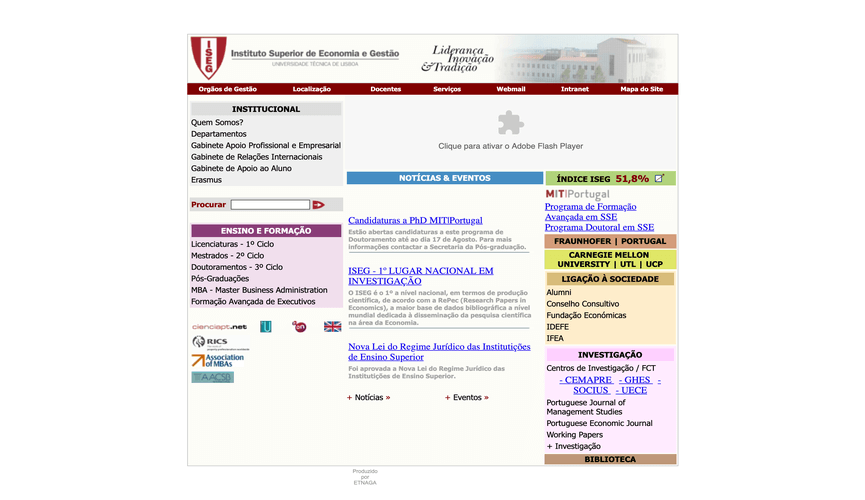 ISEG
Instituto Superior de Economia e Gestão
UNIVERSIDADE TÉCNICA DE LISBOA
Liderança
Inovação
& Tradição
Orgãos de Gestão Localização Docentes Serviços Webmail Intranet Mapa do Site
INSTITUCIONAL
Quem Somos?
Departamentos
Gabinete Apoio Profissional e Empresarial
Gabinete de Relações Internacionais
Gabinete de Apoio ao Aluno
Erasmus
Procurar
ENSINO E FORMAÇÃO
Licenciaturas - 1º Ciclo
Mestrados - 2º Ciclo
Doutoramentos - 3º Ciclo
Pós-Graduações
MBA - Master Business Administration
Formação Avançada de Executivos
cienciapt.net
RICS
Association
of MBAs
AACSB
Clique para ativar o Adobe Flash Player
NOTÍCIAS & EVENTOS
Candidaturas a PhD MIT|Portugal
Estão abertas candidaturas a este programa de
Doutoramento até ao dia 17 de Agosto. Para mais
informações contactar a Secretaria da Pós-graduação.
ISEG - 1º LUGAR NACIONAL EM
INVESTIGAÇÃO
O ISEG é o 1º a nível nacional, em termos de produção
científica, de acordo com a RePec (Research Papers in
Economics), a maior base de dados bibliográfica a nível
mundial dedicada à disseminação da pesquisa científica
na área da Economia.
Nova Lei do Regime Jurídico das Instituições
de Ensino Superior
Foi aprovada a Nova Lei do Regime Jurídico das
Institutições de Ensino Superior.
+ Notícias » + Eventos »
ÍNDICE ISEG 51,8%
MIT|Portugal
Programa de Formação
Avançada em SSE
Programa Doutoral em SSE
FRAUNHOFER | PORTUGAL
CARNEGIE MELLON
UNIVERSITY | UTL | UCP
LIGAÇÃO À SOCIEDADE
Alumni
Conselho Consultivo
Fundação Económicas
IDEFE
IFEA
INVESTIGAÇÃO
Centros de Investigação / FCT
- CEMAPRE - GHES -
SOCIUS - UECE
Portuguese Journal of
Management Studies
Portuguese Economic Journal
Working Papers
+ Investigação
BIBLIOTECA
Produzido
por
ETNAGA